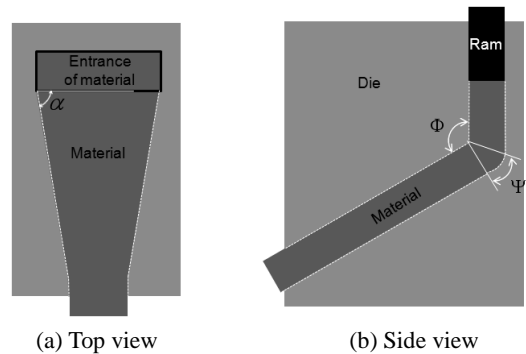 Entrance
of material
α
Material
(a) Top view
Ram
Die
Φ
Material
Ψ
(b) Side view